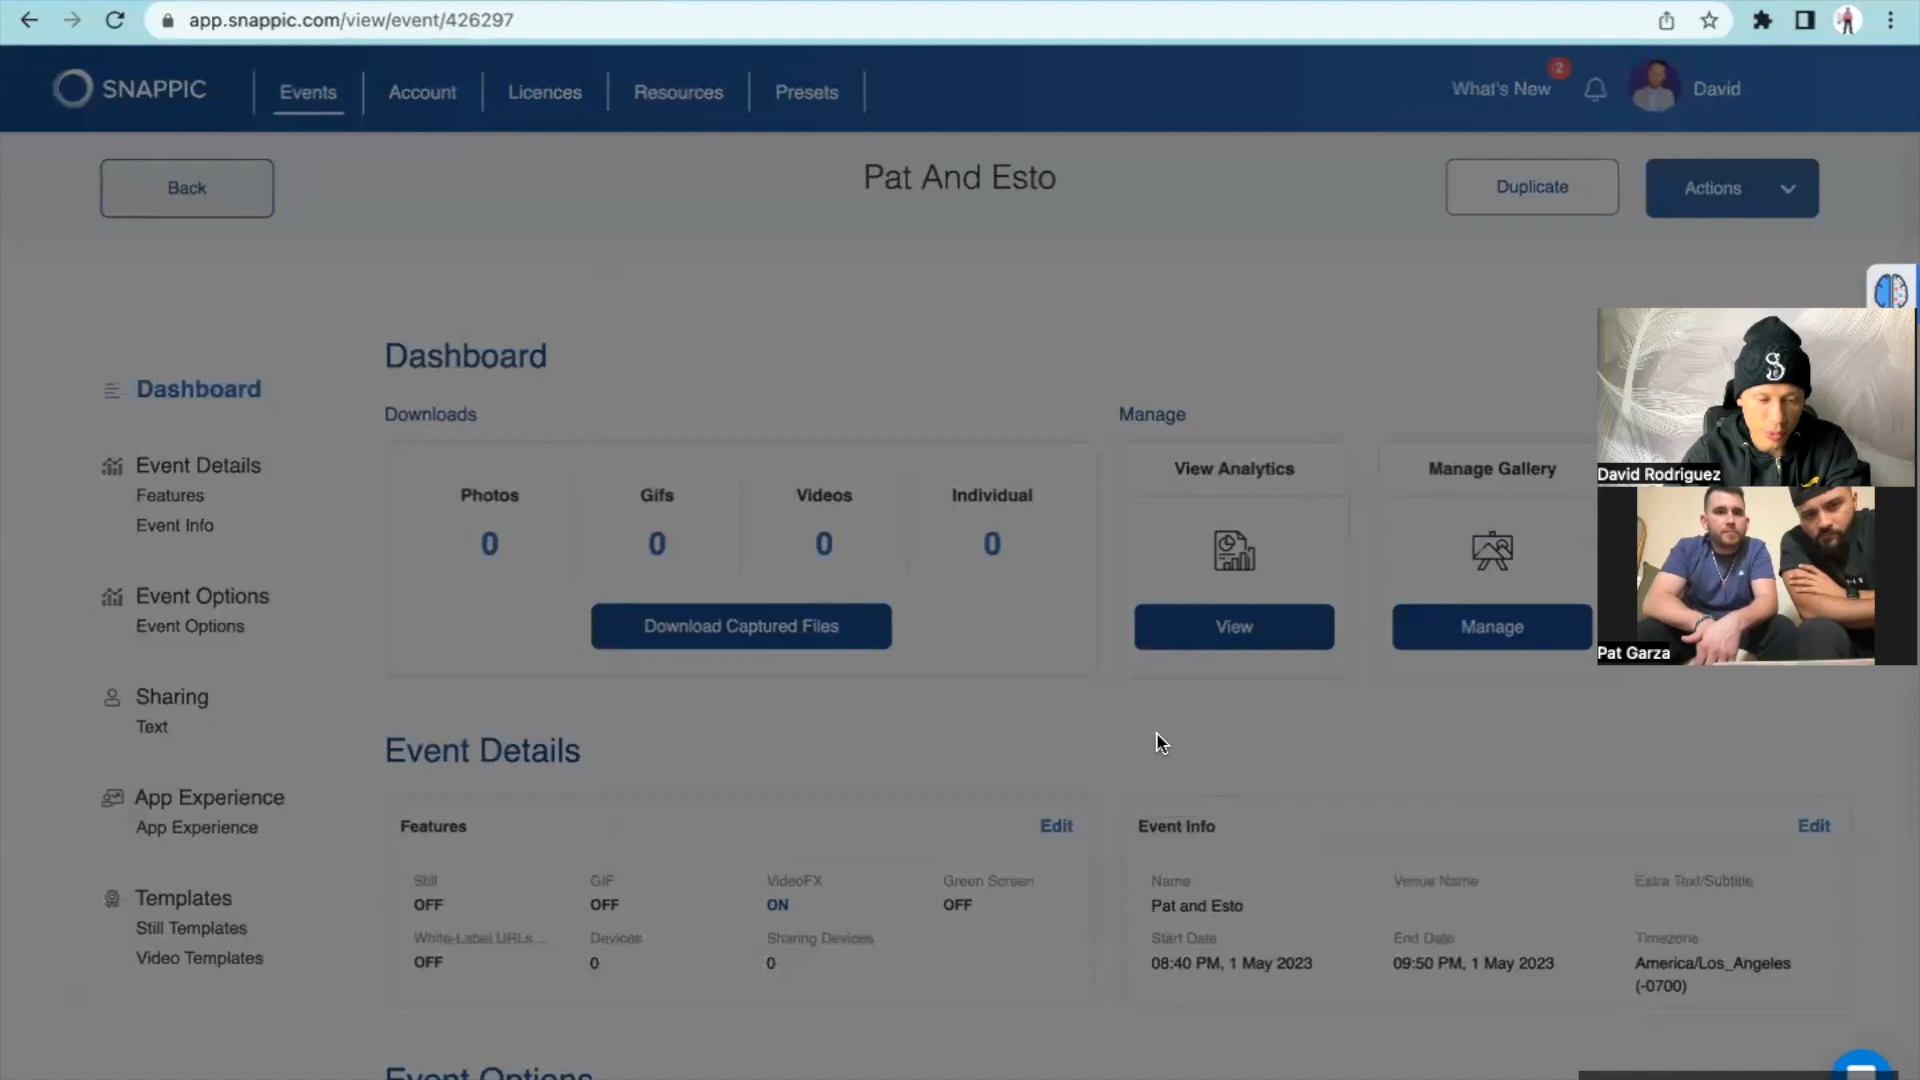 app.snappic.com/view/event/426297
SNAPPIC
Events
Account
Licences
Resources
Presets
What's New
2
David
Back
Pat And Esto
Duplicate
Actions
Dashboard
Event Details
Features
Event Info
Event Options
Event Options
Sharing
Text
App Experience
App Experience
Templates
Still Templates
Video Templates
Dashboard
Downloads
Photos
0
Gifs
0
Videos
0
Individual
0
Download Captured Files
Manage
View Analytics
View
Manage Gallery
Manage
S
David Rodriguez
Pat Garza
Event Details
Features
Edit
Still
OFF
GIF
OFF
VideoFX
ON
Green Screen
OFF
White-Label URLs...
OFF
Devices
0
Sharing Devices
0
Event Info
Edit
Name
Pat and Esto
Venue Name
Extra Text/Subtitle
Start Date
08:40 PM, 1 May 2023
End Date
09:50 PM, 1 May 2023
Timezone
America/Los_Angeles
(-0700)
Event Options